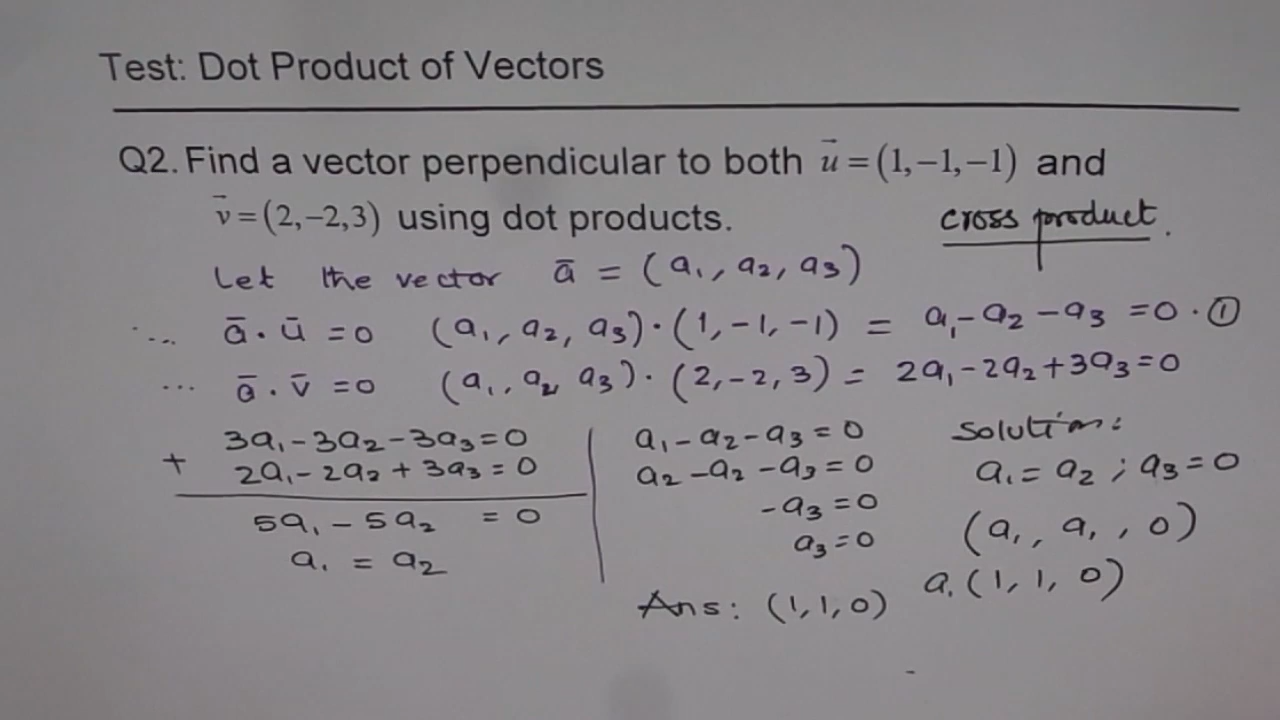 Test: Dot Product of Vectors
Q2. Find a vector perpendicular to both u⃗ = (1,−1,−1) and
v⃗ = (2,−2,3) using dot products.
cross product.
Let the vector ā = (a₁, a₂, a₃)
... ā · ū = 0 (a₁, a₂, a₃) · (1, −1, −1) = a₁ − a₂ − a₃ = 0 · ①
... ā · v̄ = 0 (a₁, a₂ a₃) · (2, −2, 3) = 2a₁ − 2a₂ + 3a₃ = 0
3a₁ − 3a₂ − 3a₃ = 0
+ 2a₁ − 2a₂ + 3a₃ = 0
5a₁ − 5a₂ = 0
a₁ = a₂
a₁ − a₂ − a₃ = 0
a₂ − a₂ − a₃ = 0
−a₃ = 0
a₃ = 0
Ans: (1, 1, 0)
Solution:
a₁ = a₂ ; a₃ = 0
(a₁, a₁, 0)
a₁(1, 1, 0)